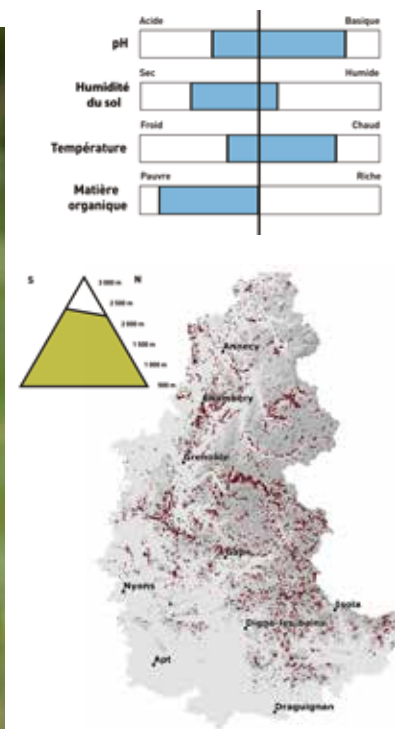 Acide Basique
pH
Sec Humide
Humidité
du sol
Froid Chaud
Température
Pauvre Riche
Matière
organique
S N
3 000 m
2 500 m
2 000 m
1 500 m
1 000 m
500 m
Annecy
Chambéry
Grenoble
Gap
Nyons
Isola
Digne-les-bains
Apt
Draguignan